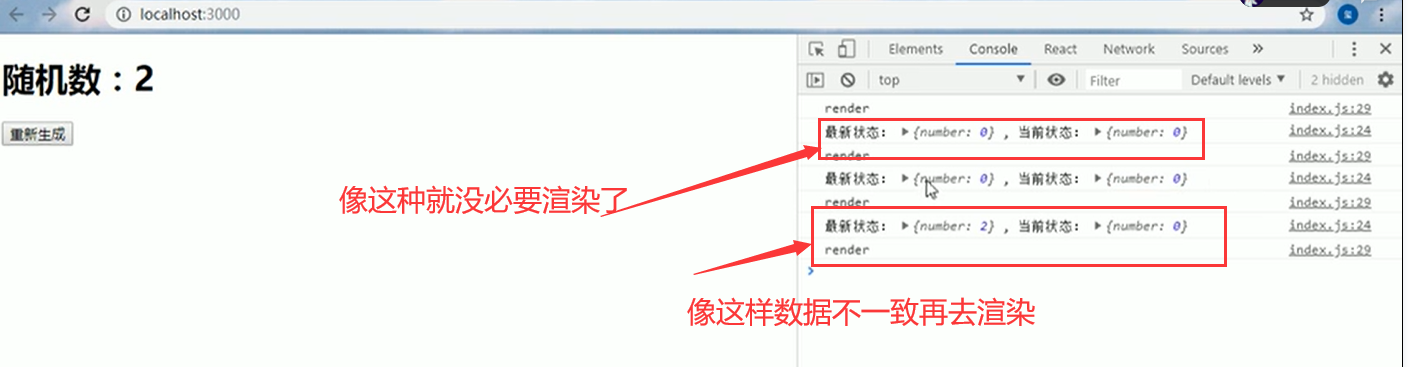 localhost:3000
Elements Console React Network Sources »
top Filter Default levels ▼ 2 hidden
随机数：2
重新生成
render index.js:29
最新状态: ▶{number: 0} , 当前状态: ▶{number: 0} index.js:24
render index.js:29
最新状态: ▶{number: 0} , 当前状态: ▶{number: 0} index.js:24
render index.js:29
最新状态: ▶{number: 2} , 当前状态: ▶{number: 0} index.js:24
render index.js:29
像这种就没必要渲染了
像这样数据不一致再去渲染